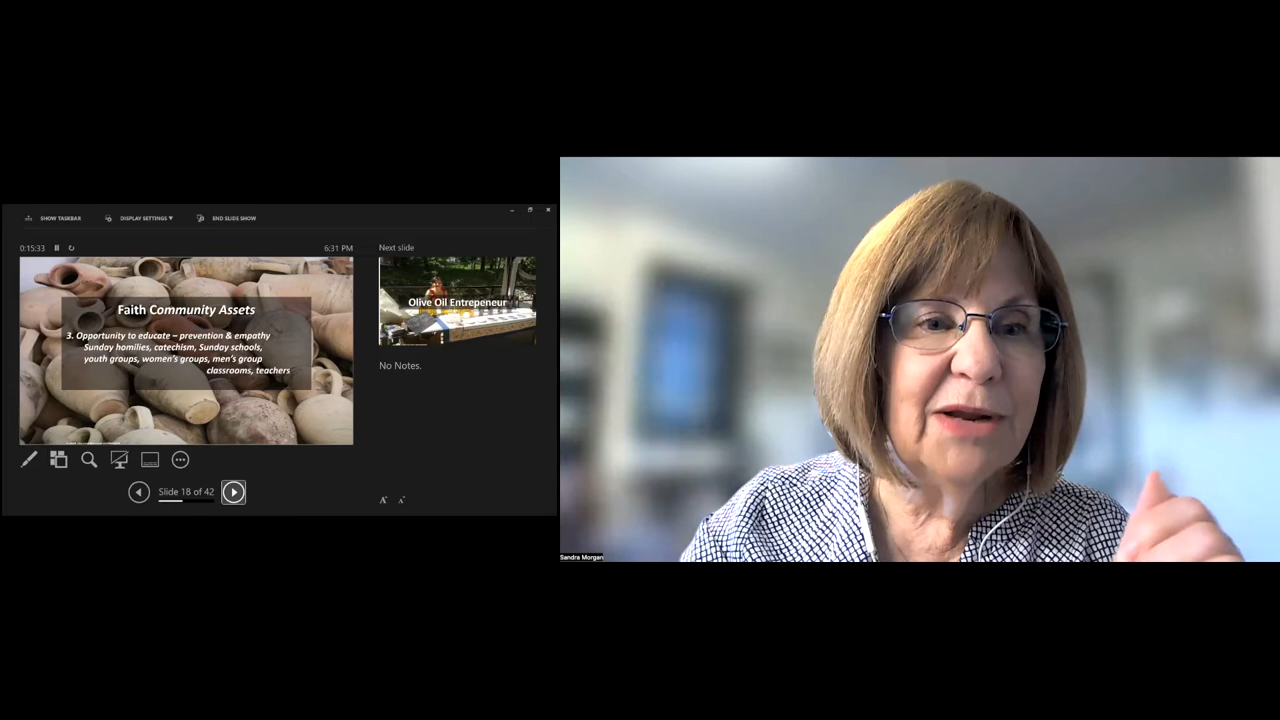 SHOW TASKBAR
DISPLAY SETTINGS ▼
END SLIDE SHOW
0:15:33
6:31 PM
Next slide
Faith Community Assets
3. Opportunity to educate – prevention & empathy
Sunday homilies, catechism, Sunday schools,
youth groups, women's groups, men's group
classrooms, teachers
Olive Oil Entrepeneur
No Notes.
Slide 18 of 42
A
A
Sandra Morgan